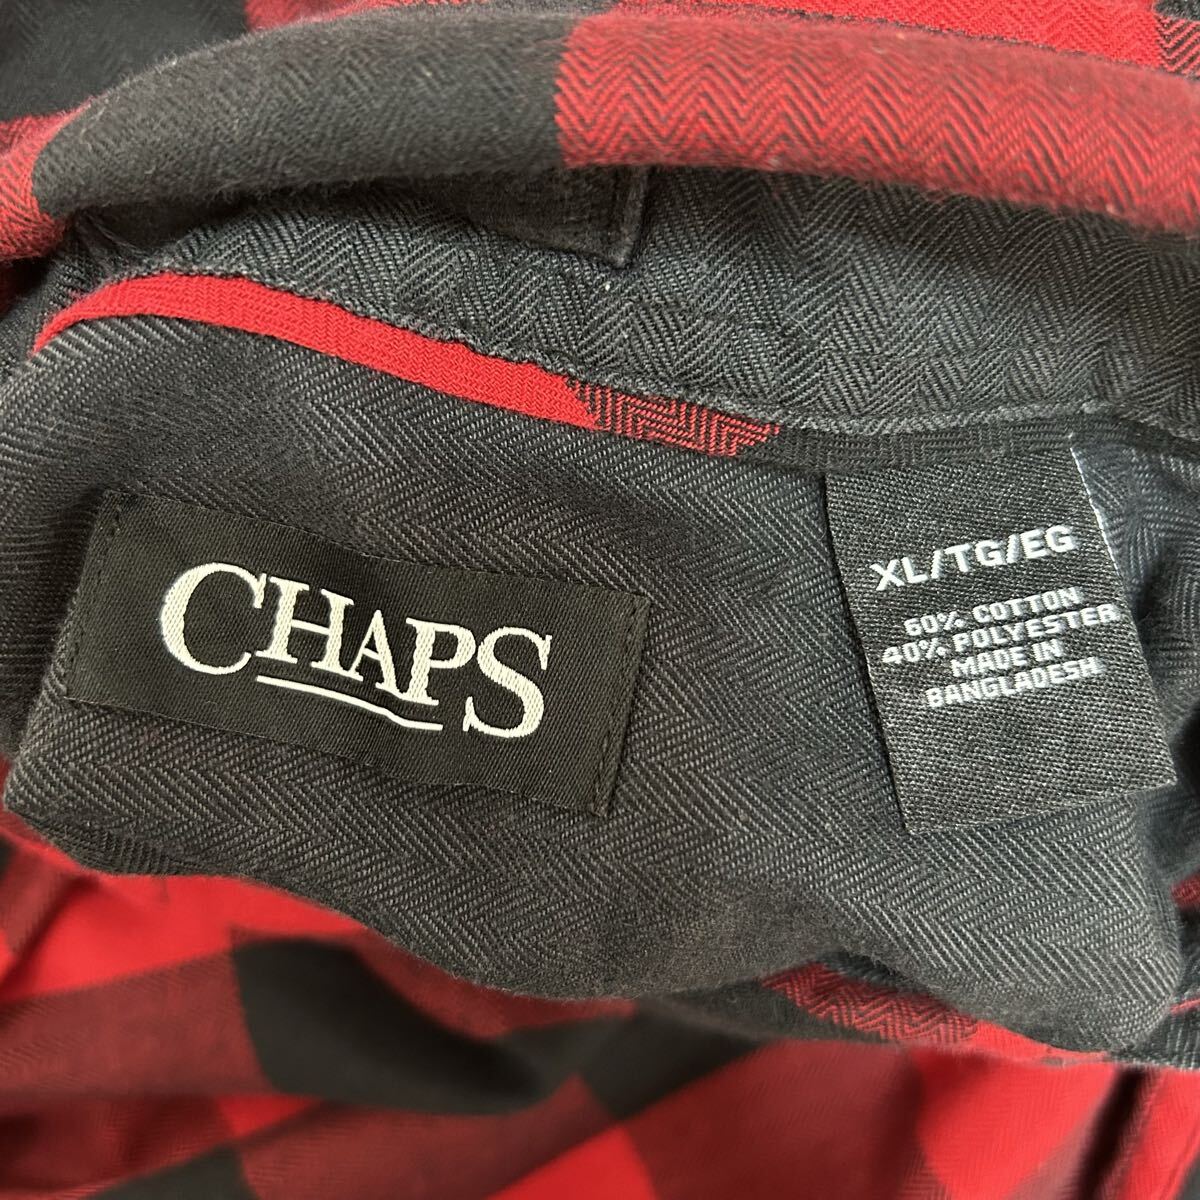 CHAPS
XL/TG/EG
60% COTTON
40% POLYESTER
MADE IN
BANGLADESH